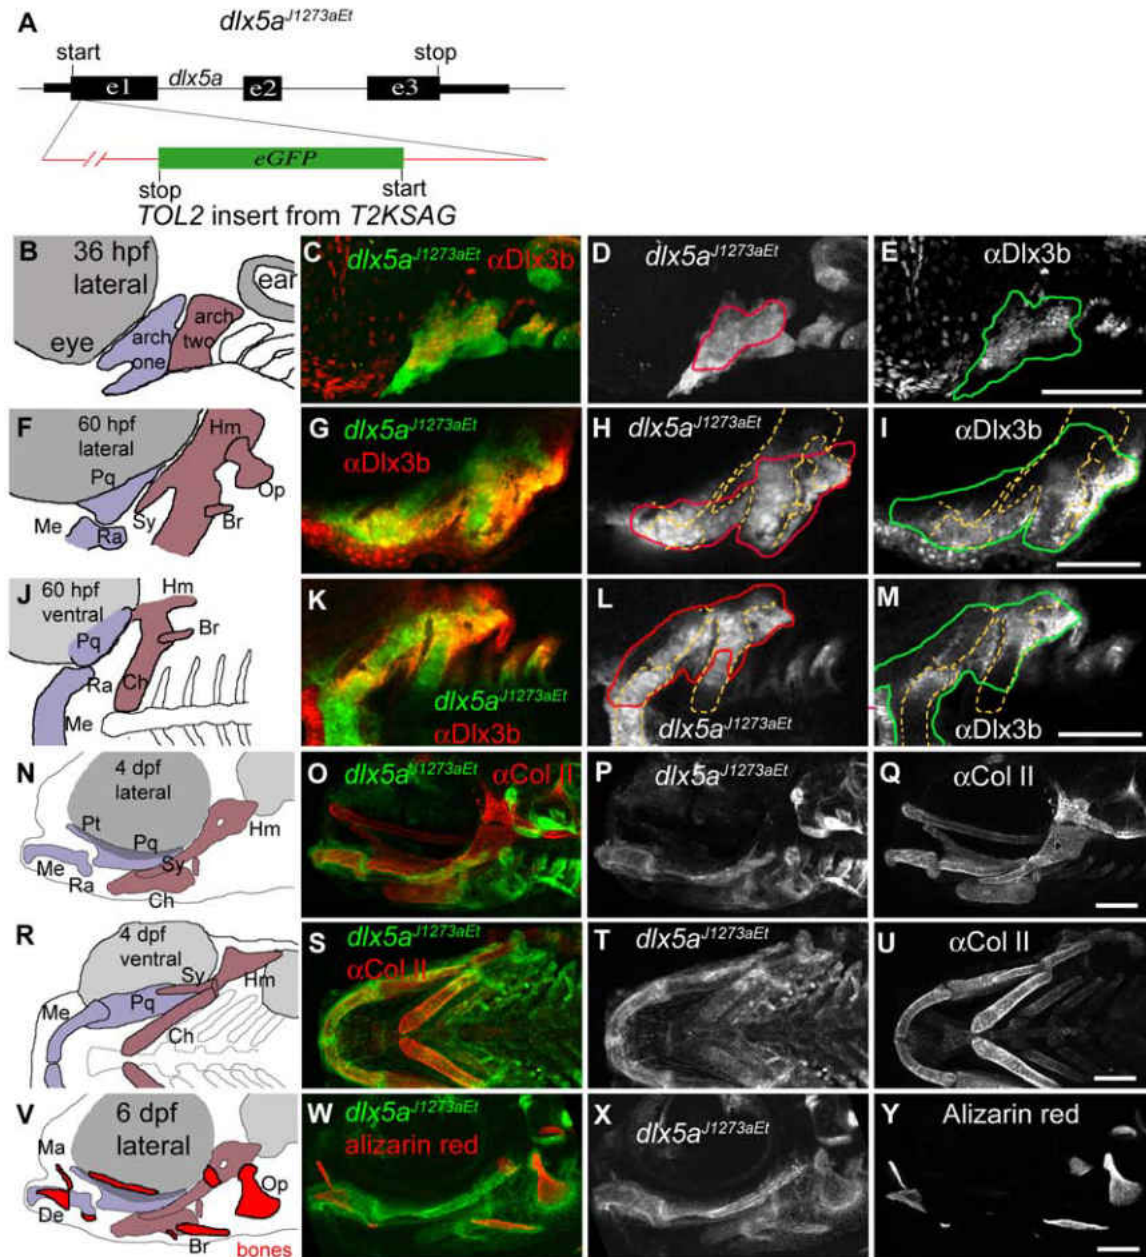 A
dlx5a^J1273aEt
start
stop
dlx5a
e1
e2
e3
eGFP
stop
start
TOL2 insert from T2KSAG
B
36 hpf
lateral
ear
eye
arch
one
arch
two
C
dlx5a^J1273aEt αDlx3b
D
dlx5a^J1273aEt
E
αDlx3b
F
60 hpf
lateral
Hm
Pq
Me
Ra
Sy
Br
Op
G
dlx5a^J1273aEt
αDlx3b
H
dlx5a^J1273aEt
I
αDlx3b
J
60 hpf
ventral
Hm
Pq
Br
Ra
Ch
Me
K
dlx5a^J1273aEt
αDlx3b
L
dlx5a^J1273aEt
M
αDlx3b
N
4 dpf
lateral
Pt
Pq
Hm
Me
Sy
Ra
Ch
O
dlx5a^J1273aEt αCol II
P
dlx5a^J1273aEt
Q
αCol II
R
4 dpf
ventral
Sy
Hm
Me
Pq
Ch
S
dlx5a^J1273aEt
αCol II
T
dlx5a^J1273aEt
U
αCol II
V
6 dpf
lateral
Ma
Op
De
Br
bones
W
dlx5a^J1273aEt
alizarin red
X
dlx5a^J1273aEt
Y
Alizarin red